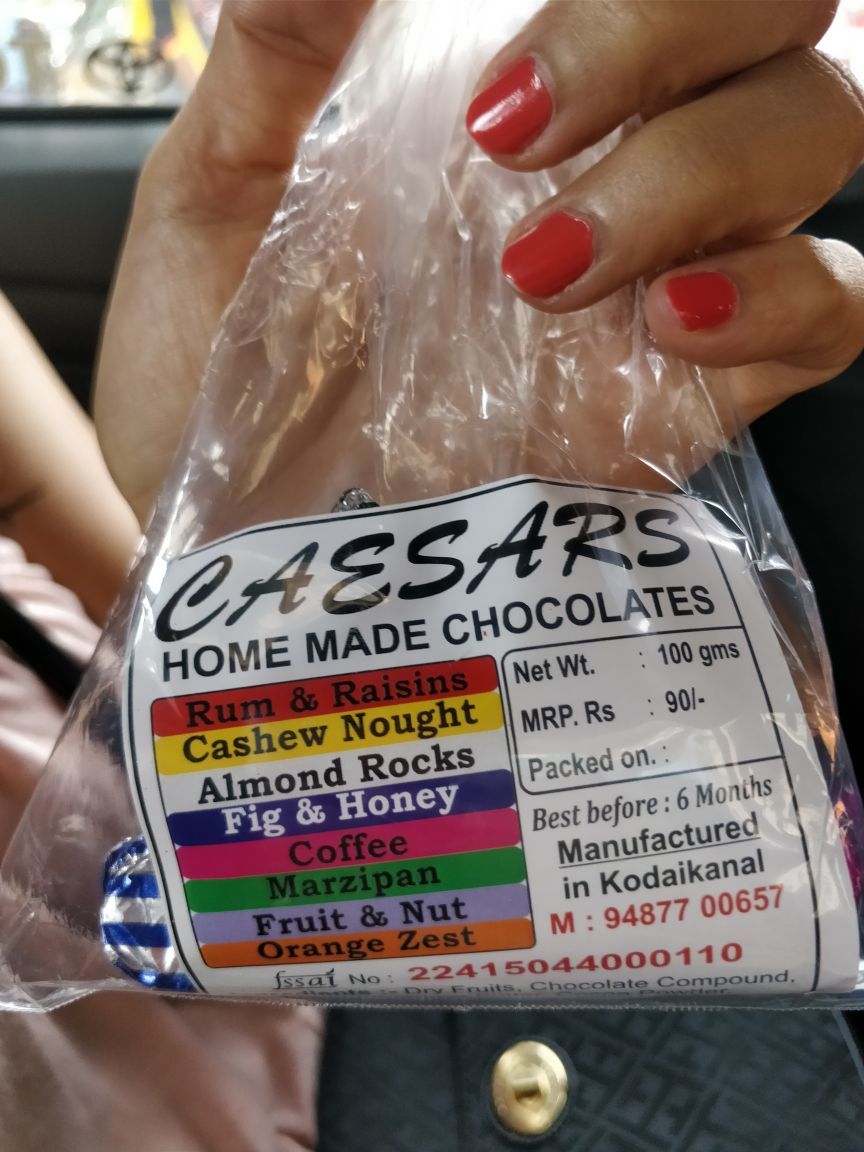 CAESARS
HOME MADE CHOCOLATES
Rum & Raisins
Cashew Nought
Almond Rocks
Fig & Honey
Coffee
Marzipan
Fruit & Nut
Orange Zest
Net Wt. : 100 gms
MRP. Rs : 90/-
Packed on. :
Best before : 6 Months
Manufactured
in Kodaikanal
M : 94877 00657
fssai No : 22415044000110
Dry Fruits, Chocolate Compound,
Powder